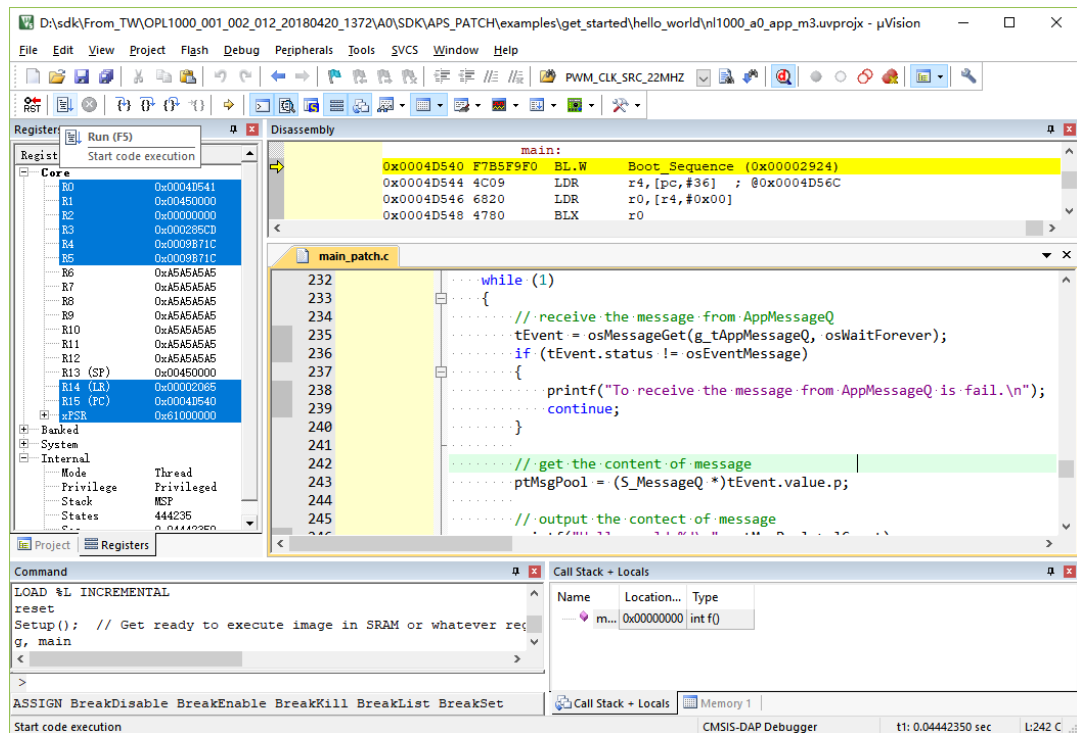 D:\sdk\From_TW\OPL1000_001_002_012_20180420_1372\A0\SDK\APS_PATCH\examples\get_started\hello_world\nl1000_a0_app_m3.uvprojx - µVision
File Edit View Project Flash Debug Peripherals Tools SVCS Window Help
PWM_CLK_SRC_22MHZ
RST
Registers
Run (F5)
Start code execution
Regist
Core
R0 0x0004D541
R1 0x00450000
R2 0x00000000
R3 0x000285CD
R4 0x0009B71C
R5 0x0009B71C
R6 0xA5A5A5A5
R7 0xA5A5A5A5
R8 0xA5A5A5A5
R9 0xA5A5A5A5
R10 0xA5A5A5A5
R11 0xA5A5A5A5
R12 0xA5A5A5A5
R13 (SP) 0x00450000
R14 (LR) 0x00002065
R15 (PC) 0x0004D540
xPSR 0x61000000
Banked
System
Internal
Mode Thread
Privilege Privileged
Stack MSP
States 444235
Project Registers
Disassembly
main:
0x0004D540 F7B5F9F0 BL.W Boot_Sequence (0x00002924)
0x0004D544 4C09 LDR r4,[pc,#36] ; @0x0004D56C
0x0004D546 6820 LDR r0,[r4,#0x00]
0x0004D548 4780 BLX r0
main_patch.c
232 while (1)
233 {
234 // receive the message from AppMessageQ
235 tEvent = osMessageGet(g_tAppMessageQ, osWaitForever);
236 if (tEvent.status != osEventMessage)
237 {
238 printf("To receive the message from AppMessageQ is fail.\n");
239 continue;
240 }
241
242 // get the content of message
243 ptMsgPool = (S_MessageQ *)tEvent.value.p;
244
245 // output the contect of message
Command
LOAD %L INCREMENTAL
reset
Setup(); // Get ready to execute image in SRAM or whatever req
g, main
>
ASSIGN BreakDisable BreakEnable BreakKill BreakList BreakSet
Call Stack + Locals
Name Location... Type
m... 0x00000000 int f()
Call Stack + Locals Memory 1
Start code execution CMSIS-DAP Debugger t1: 0.04442350 sec L:242 C